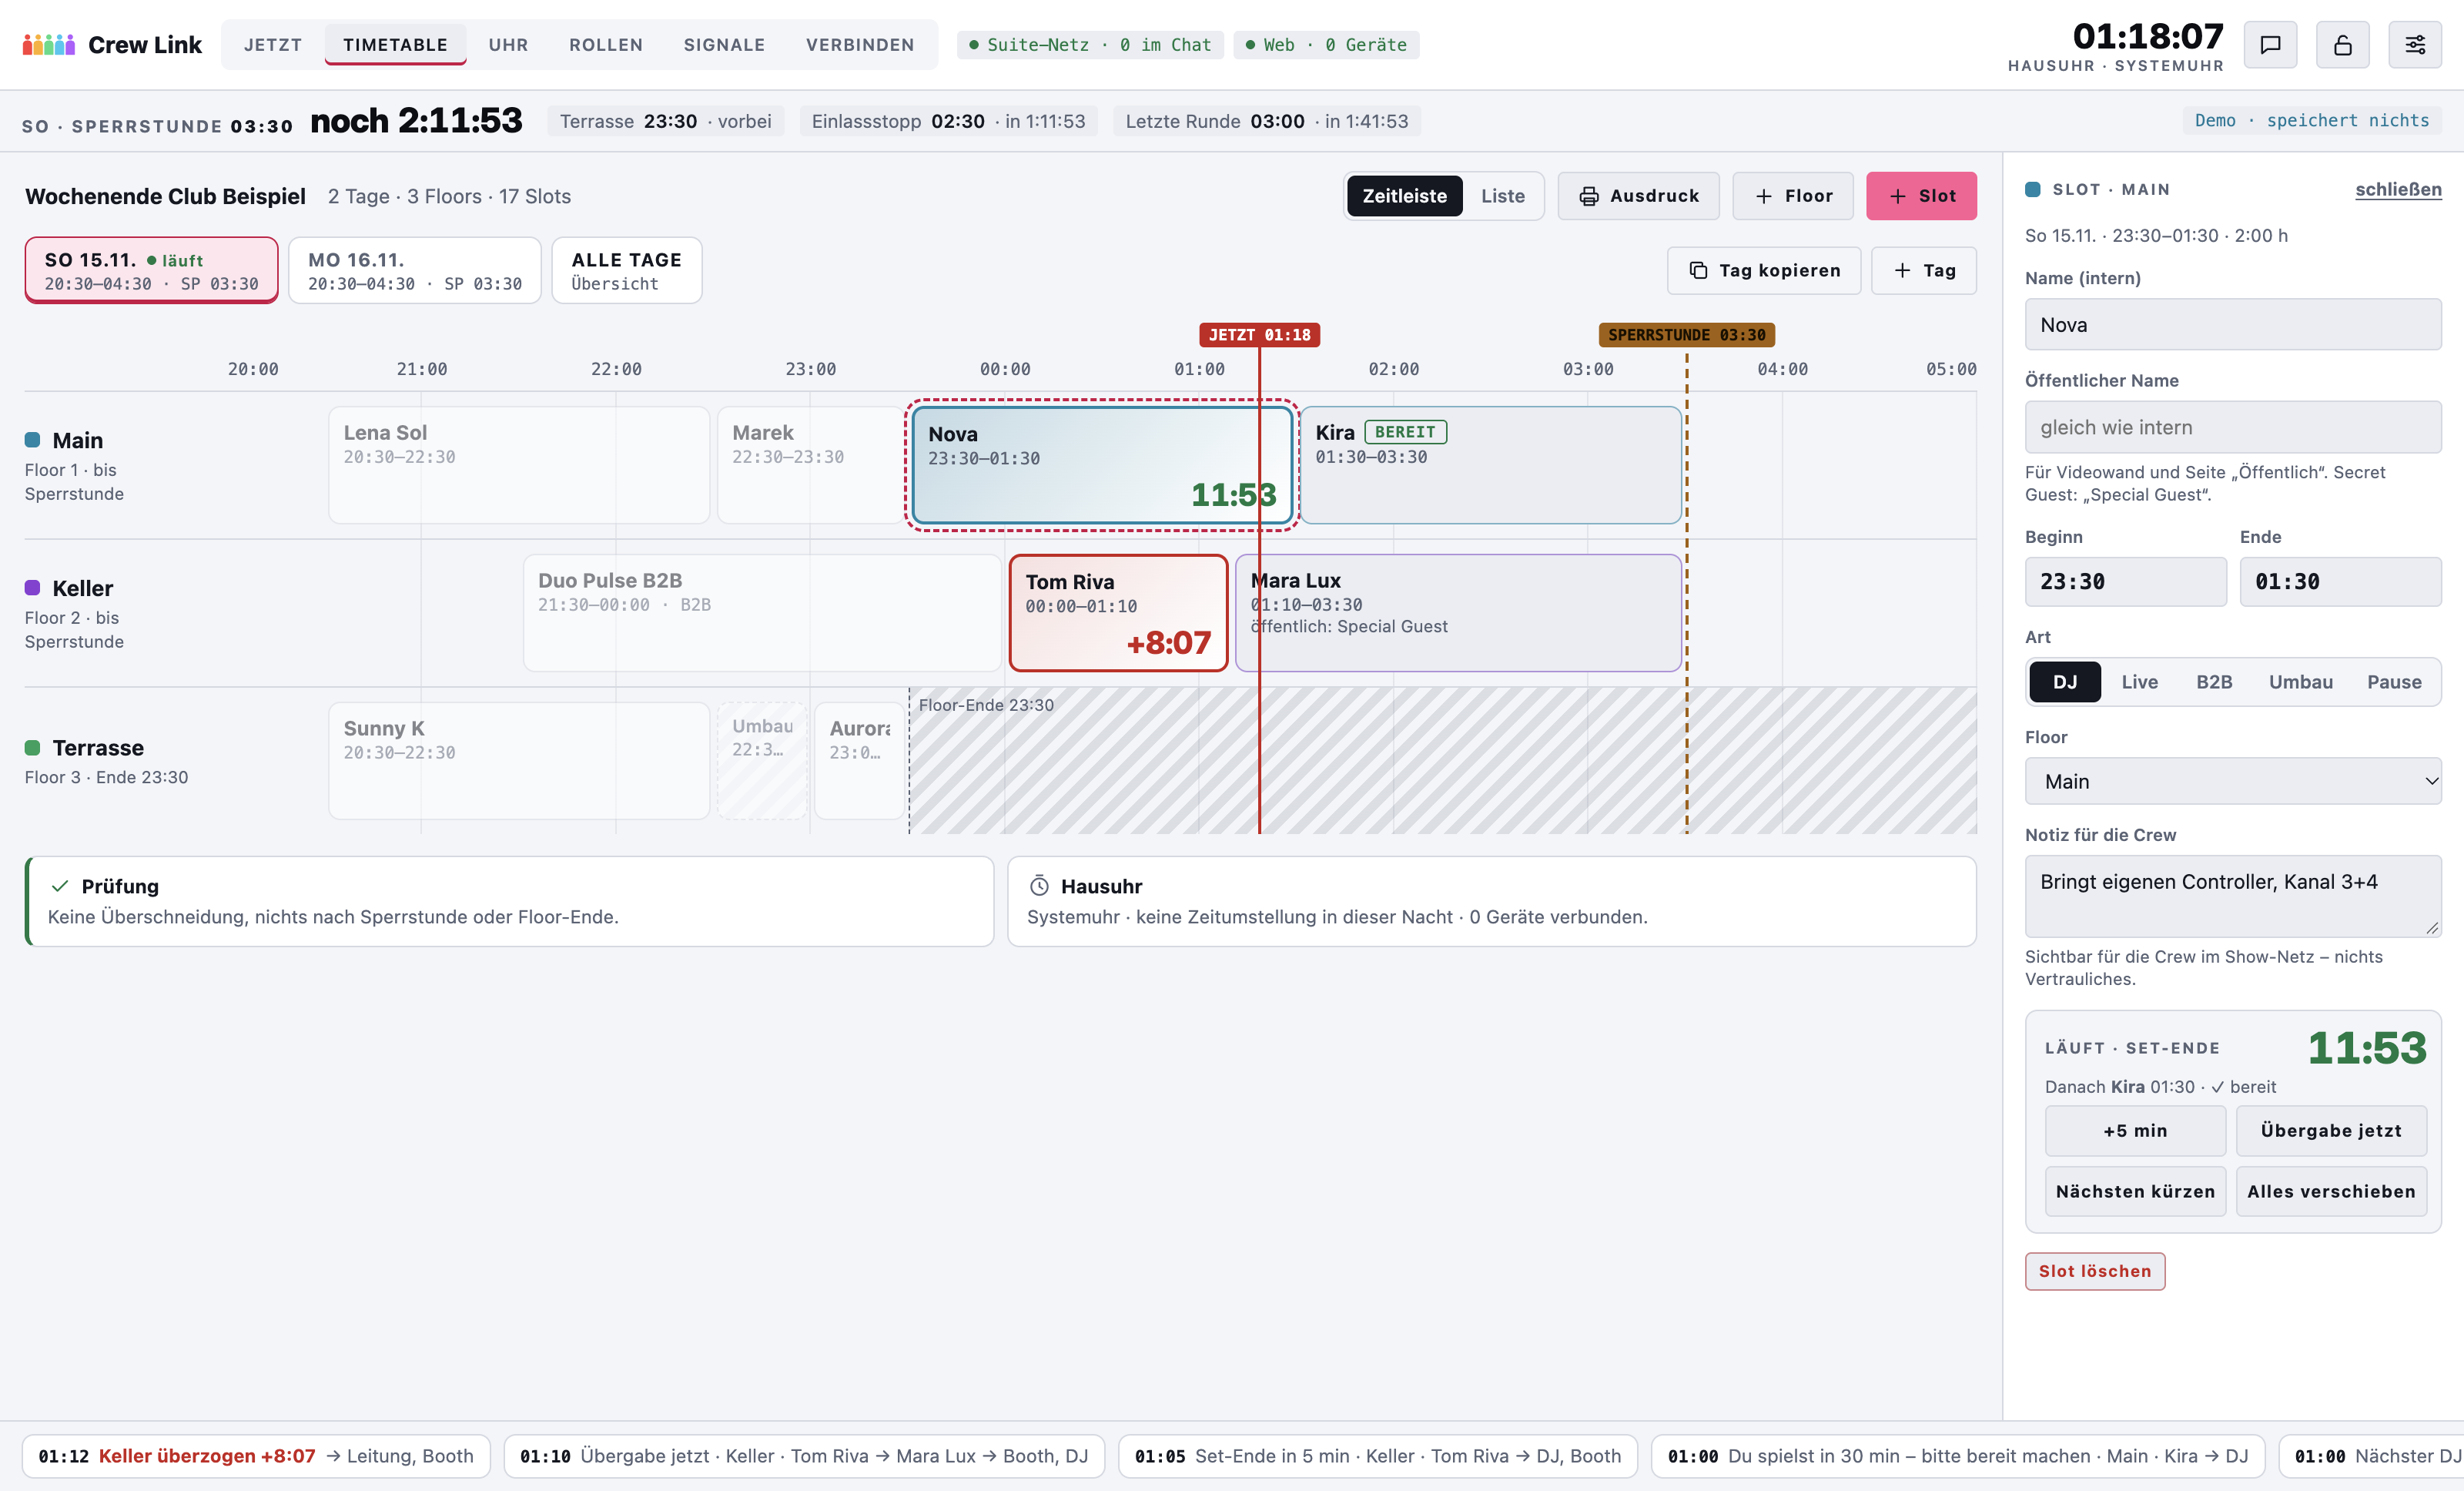 Crew Link
JETZT TIMETABLE UHR ROLLEN SIGNALE VERBINDEN
Suite–Netz · 0 im Chat
Web · 0 Geräte
01:18:07
HAUSUHR · SYSTEMUHR
SO · SPERRSTUNDE 03:30 noch 2:11:53
Terrasse 23:30 · vorbei
Einlassstopp 02:30 · in 1:11:53
Letzte Runde 03:00 · in 1:41:53
Demo · speichert nichts
Wochenende Club Beispiel 2 Tage · 3 Floors · 17 Slots
Zeitleiste Liste
Ausdruck
+ Floor
+ Slot
SO 15.11. läuft
20:30–04:30 · SP 03:30
MO 16.11.
20:30–04:30 · SP 03:30
ALLE TAGE
Übersicht
Tag kopieren
+ Tag
JETZT 01:18
SPERRSTUNDE 03:30
20:00 21:00 22:00 23:00 00:00 01:00 02:00 03:00 04:00 05:00
Main
Floor 1 · bis
Sperrstunde
Lena Sol
20:30–22:30
Marek
22:30–23:30
Nova
23:30–01:30
11:53
Kira BEREIT
01:30–03:30
Keller
Floor 2 · bis
Sperrstunde
Duo Pulse B2B
21:30–00:00 · B2B
Tom Riva
00:00–01:10
+8:07
Mara Lux
01:10–03:30
öffentlich: Special Guest
Terrasse
Floor 3 · Ende 23:30
Sunny K
20:30–22:30
Umbau
22:3…
Aurora
23:0…
Floor-Ende 23:30
Prüfung
Keine Überschneidung, nichts nach Sperrstunde oder Floor-Ende.
Hausuhr
Systemuhr · keine Zeitumstellung in dieser Nacht · 0 Geräte verbunden.
SLOT · MAIN
schließen
So 15.11. · 23:30–01:30 · 2:00 h
Name (intern)
Nova
Öffentlicher Name
gleich wie intern
Für Videowand und Seite „Öffentlich“. Secret
Guest: „Special Guest“.
Beginn Ende
23:30 01:30
Art
DJ Live B2B Umbau Pause
Floor
Main
Notiz für die Crew
Bringt eigenen Controller, Kanal 3+4
Sichtbar für die Crew im Show-Netz – nichts
Vertrauliches.
LÄUFT · SET-ENDE 11:53
Danach Kira 01:30 · ✓ bereit
+5 min
Übergabe jetzt
Nächsten kürzen
Alles verschieben
Slot löschen
01:12 Keller überzogen +8:07 → Leitung, Booth
01:10 Übergabe jetzt · Keller · Tom Riva → Mara Lux → Booth, DJ
01:05 Set-Ende in 5 min · Keller · Tom Riva → DJ, Booth
01:00 Du spielst in 30 min – bitte bereit machen · Main · Kira → DJ
01:00 Nächster DJ